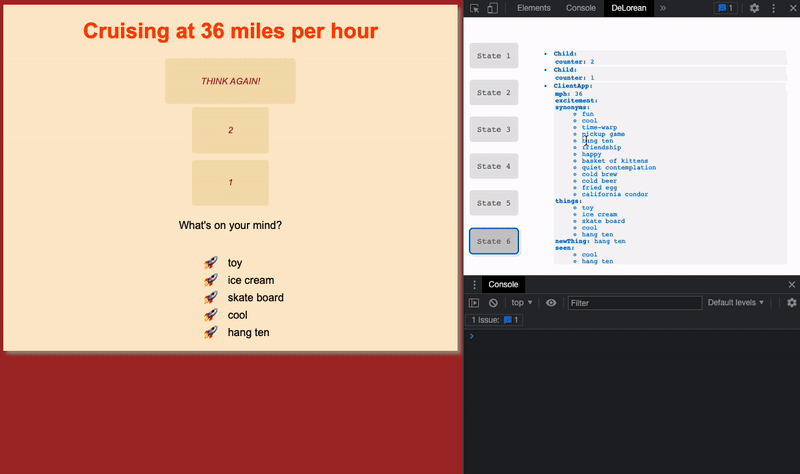 Cruising at 36 miles per hour
THINK AGAIN!
2
1
What's on your mind?
toy
ice cream
skate board
cool
hang ten
Elements
Console
DeLorean
»
1
State 1
State 2
State 3
State 4
State 5
State 6
Child:
counter: 2
Child:
counter: 1
ClientApp:
mph: 36
excitement:
synonyms:
fun
cool
time-warp
pickup game
hang ten
friendship
happy
basket of kittens
quiet contemplation
cold brew
cold beer
fried egg
california condor
things:
toy
ice cream
skate board
cool
hang ten
newThing: hang ten
seen:
cool
hang ten
Console
top
Filter
Default levels
1 Issue: 1
>